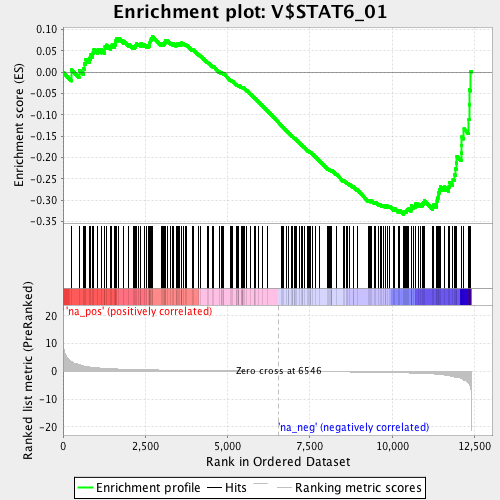 Enrichment plot: V$STAT6_01
0.10
0.05
0.00
-0.05
-0.10
-0.15
-0.20
-0.25
-0.30
-0.35
Enrichment score (ES)
'na_pos' (positively correlated)
20
10
0
-10
-20
Ranked list metric (PreRanked)
Zero cross at 6546
'na_neg' (negatively correlated)
0
2,500
5,000
7,500
10,000
12,500
Rank in Ordered Dataset
Enrichment profile
Hits
Ranking metric scores